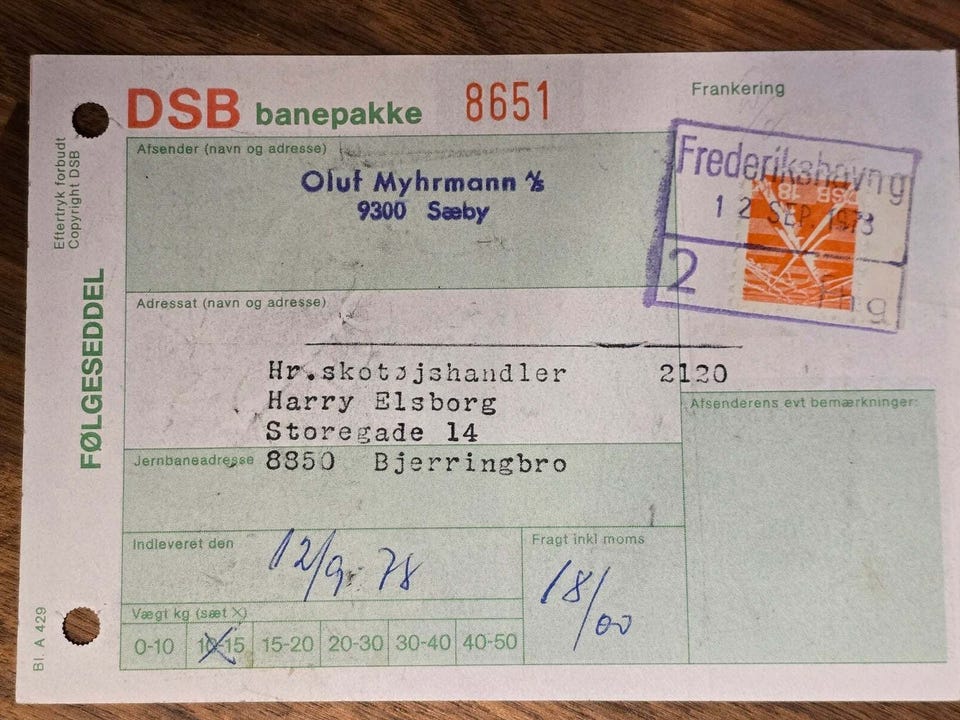 DSB banepakke 8651
Frankering
Eftertryk forbudt
Copyright DSB
FØLGESEDDEL
Bl. A 429
Afsender (navn og adresse)
Oluf Myhrmann A/S
9300 Sæby
Frederikshavn g
12 SEP. 1978
2 Fh g
DSB 18
Adressat (navn og adresse)
Hr.skotøjshandler 2120
Harry Elsborg
Storegade 14
Jernbaneadresse 8850 Bjerringbro
Afsenderens evt bemærkninger:
Indleveret den 12/9. 78
Fragt inkl moms
18/00
Vægt kg (sæt X)
0-10 10-15 15-20 20-30 30-40 40-50